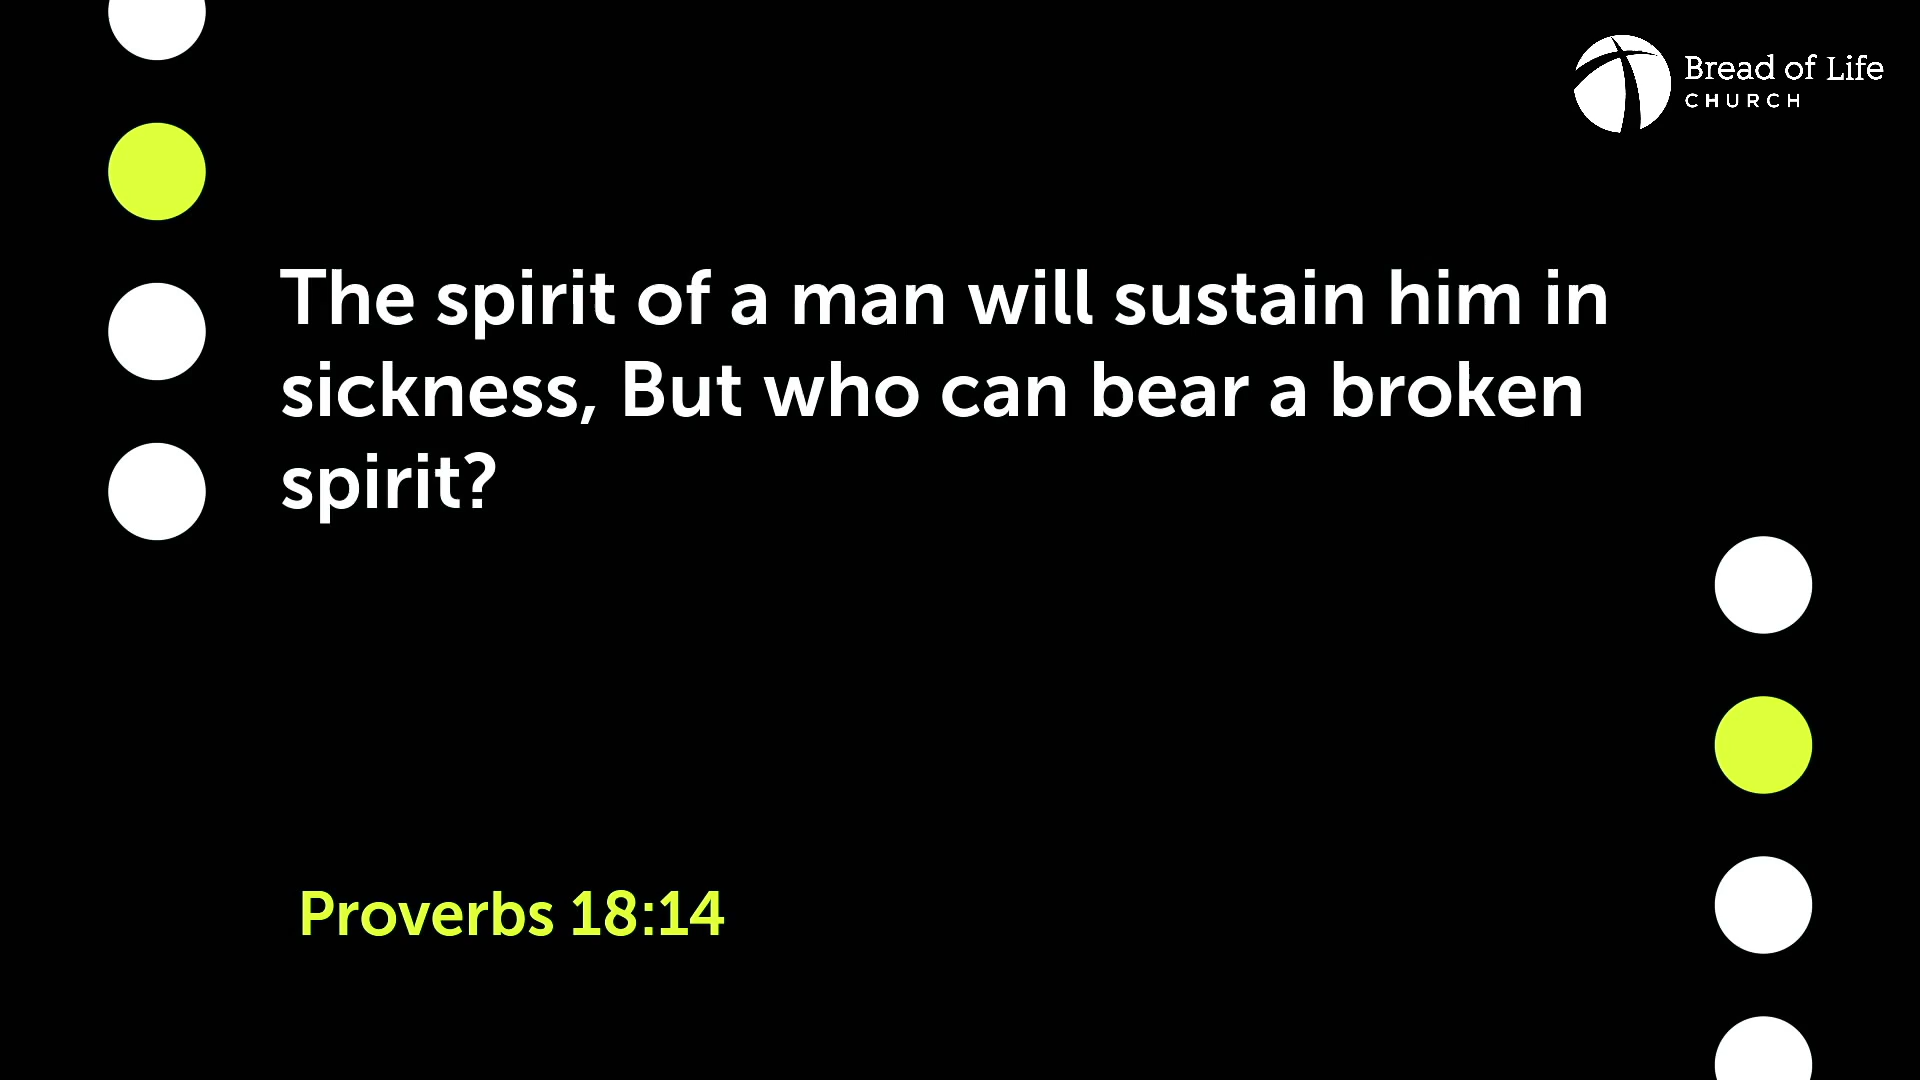 Bread of Life
CHURCH
The spirit of a man will sustain him in
sickness, But who can bear a broken
spirit?
Proverbs 18:14